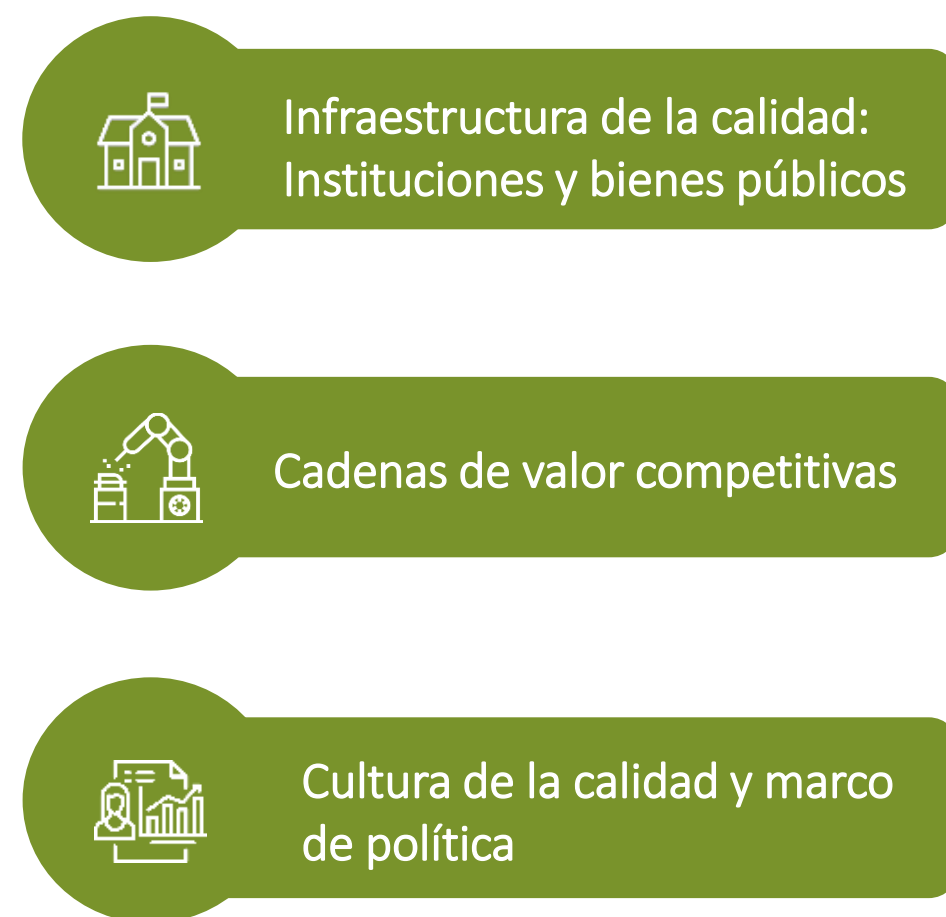 Infraestructura de la calidad:
Instituciones y bienes públicos
Cadenas de valor competitivas
Cultura de la calidad y marco
de política